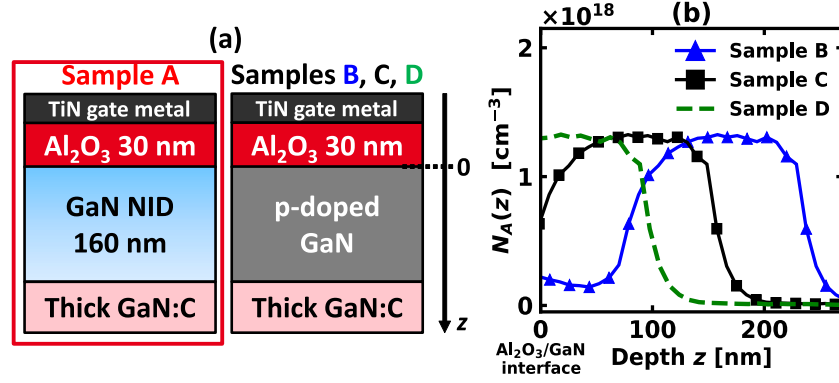 (a)
Sample A
TiN gate metal
Al₂O₃ 30 nm
GaN NID
160 nm
Thick GaN:C
Samples B, C, D
TiN gate metal
Al₂O₃ 30 nm
0
p-doped
GaN
Thick GaN:C
z
(b)
×10¹⁸
2
1
0
N_A(z) [cm⁻³]
Sample B
Sample C
Sample D
0 100 200
Al₂O₃/GaN
interface
Depth z [nm]